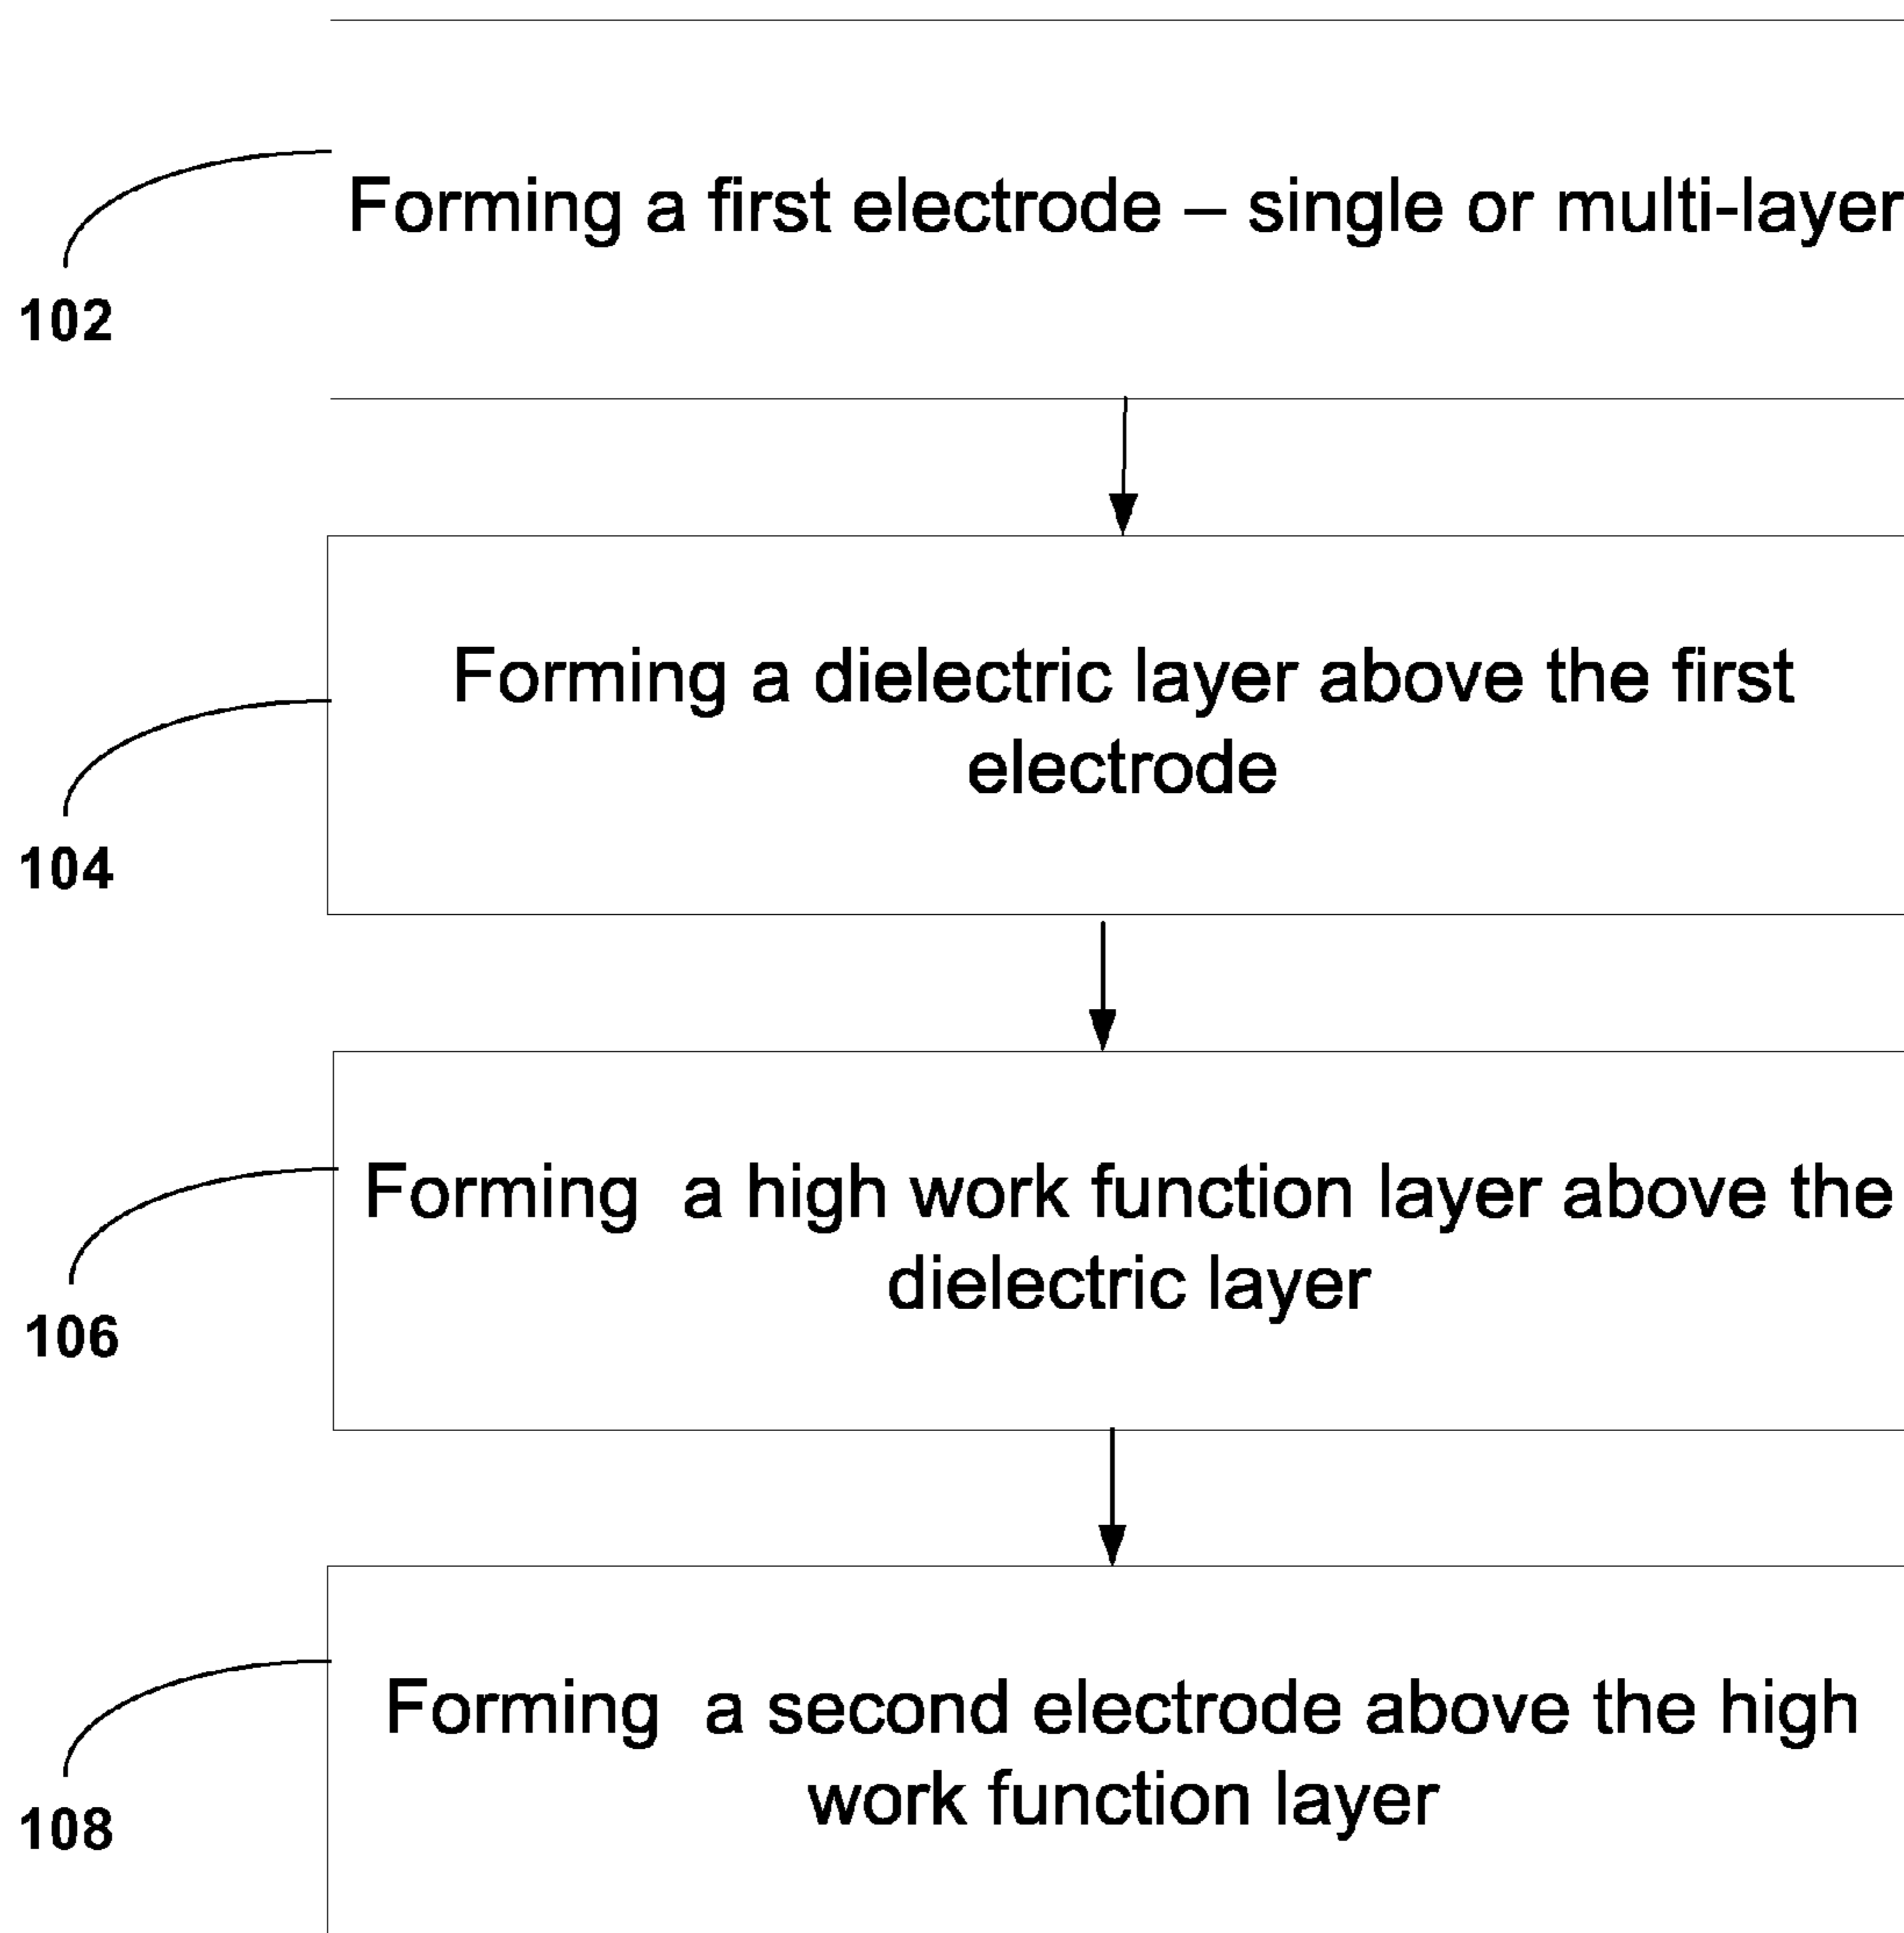 Forming a first electrode – single or multi-layer
102
Forming a dielectric layer above the first
electrode
104
Forming a high work function layer above the
dielectric layer
106
Forming a second electrode above the high
work function layer
108